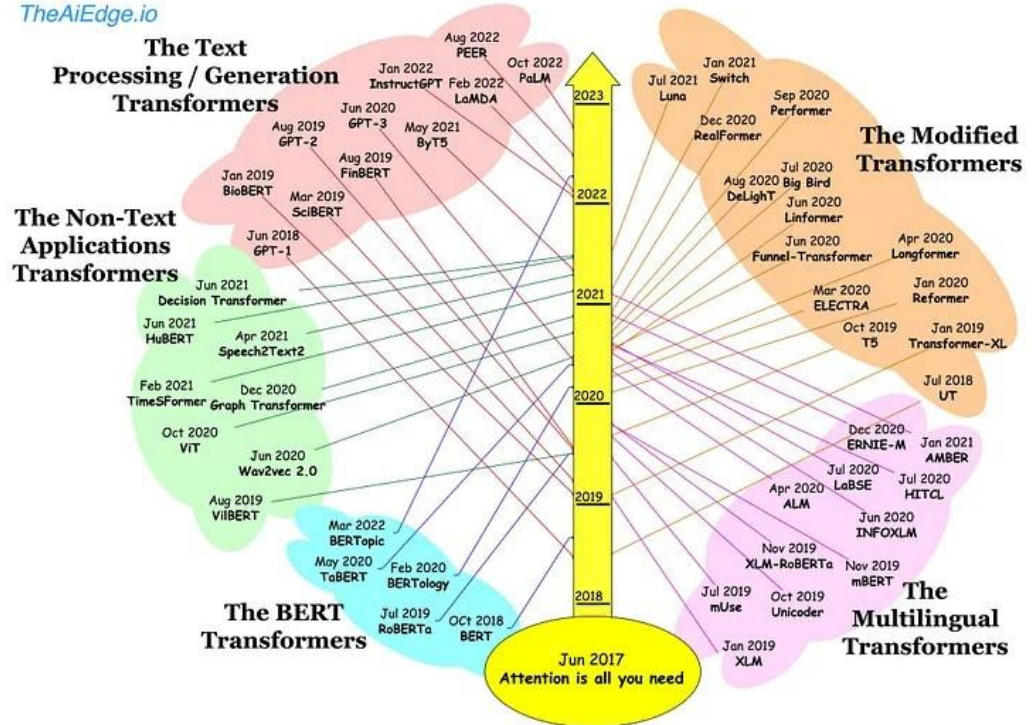 TheAiEdge.io
The Text
Processing / Generation
Transformers
Aug 2022
PEER
Oct 2022
PaLM
Jan 2022
InstructGPT
Feb 2022
LaMDA
Jun 2020
GPT-3
May 2021
ByT5
Aug 2019
GPT-2
Aug 2019
FinBERT
Jan 2019
BioBERT
Mar 2019
SciBERT
Jun 2018
GPT-1
The Non-Text
Applications
Transformers
Jun 2021
Decision Transformer
Jun 2021
HuBERT
Apr 2021
Speech2Text2
Feb 2021
TimeSFormer
Dec 2020
Graph Transformer
Oct 2020
ViT
Jun 2020
Wav2vec 2.0
Aug 2019
VilBERT
The BERT
Transformers
Mar 2022
BERTopic
May 2020
TaBERT
Feb 2020
BERTology
Jul 2019
RoBERTa
OCt 2018
BERT
2023
2022
2021
2020
2019
2018
Jun 2017
Attention is all you need
The Modified
Transformers
Jan 2021
Switch
Jul 2021
Luna
Sep 2020
Performer
Dec 2020
RealFormer
Jul 2020
Big Bird
Aug 2020
DeLighT
Jun 2020
Linformer
Jun 2020
Funnel-Transformer
Apr 2020
Longformer
Mar 2020
ELECTRA
Jan 2020
Reformer
Oct 2019
T5
Jan 2019
Transformer-XL
Jul 2018
UT
The
Multilingual
Transformers
Dec 2020
ERNIE-M
Jan 2021
AMBER
Jul 2020
LaBSE
Jul 2020
HITCL
Apr 2020
ALM
Jun 2020
INFOXLM
Nov 2019
XLM-RoBERTa
Nov 2019
mBERT
Jul 2019
mUse
Oct 2019
Unicoder
Jan 2019
XLM